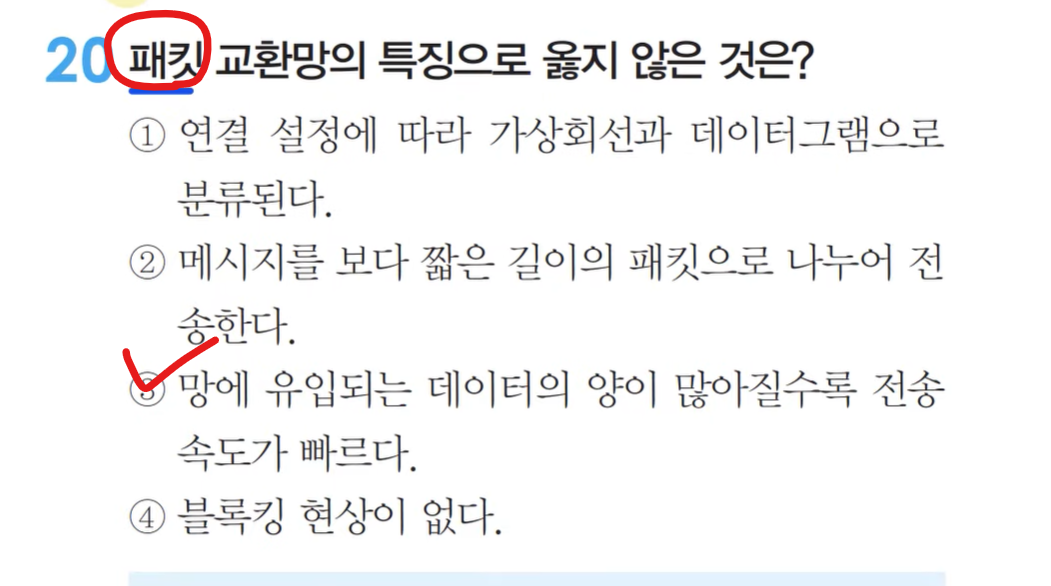 20 패킷 교환망의 특징으로 옳지 않은 것은?
① 연결 설정에 따라 가상회선과 데이터그램으로
분류된다.
② 메시지를 보다 짧은 길이의 패킷으로 나누어 전
송한다.
③ 망에 유입되는 데이터의 양이 많아질수록 전송
속도가 빠르다.
④ 블록킹 현상이 없다.